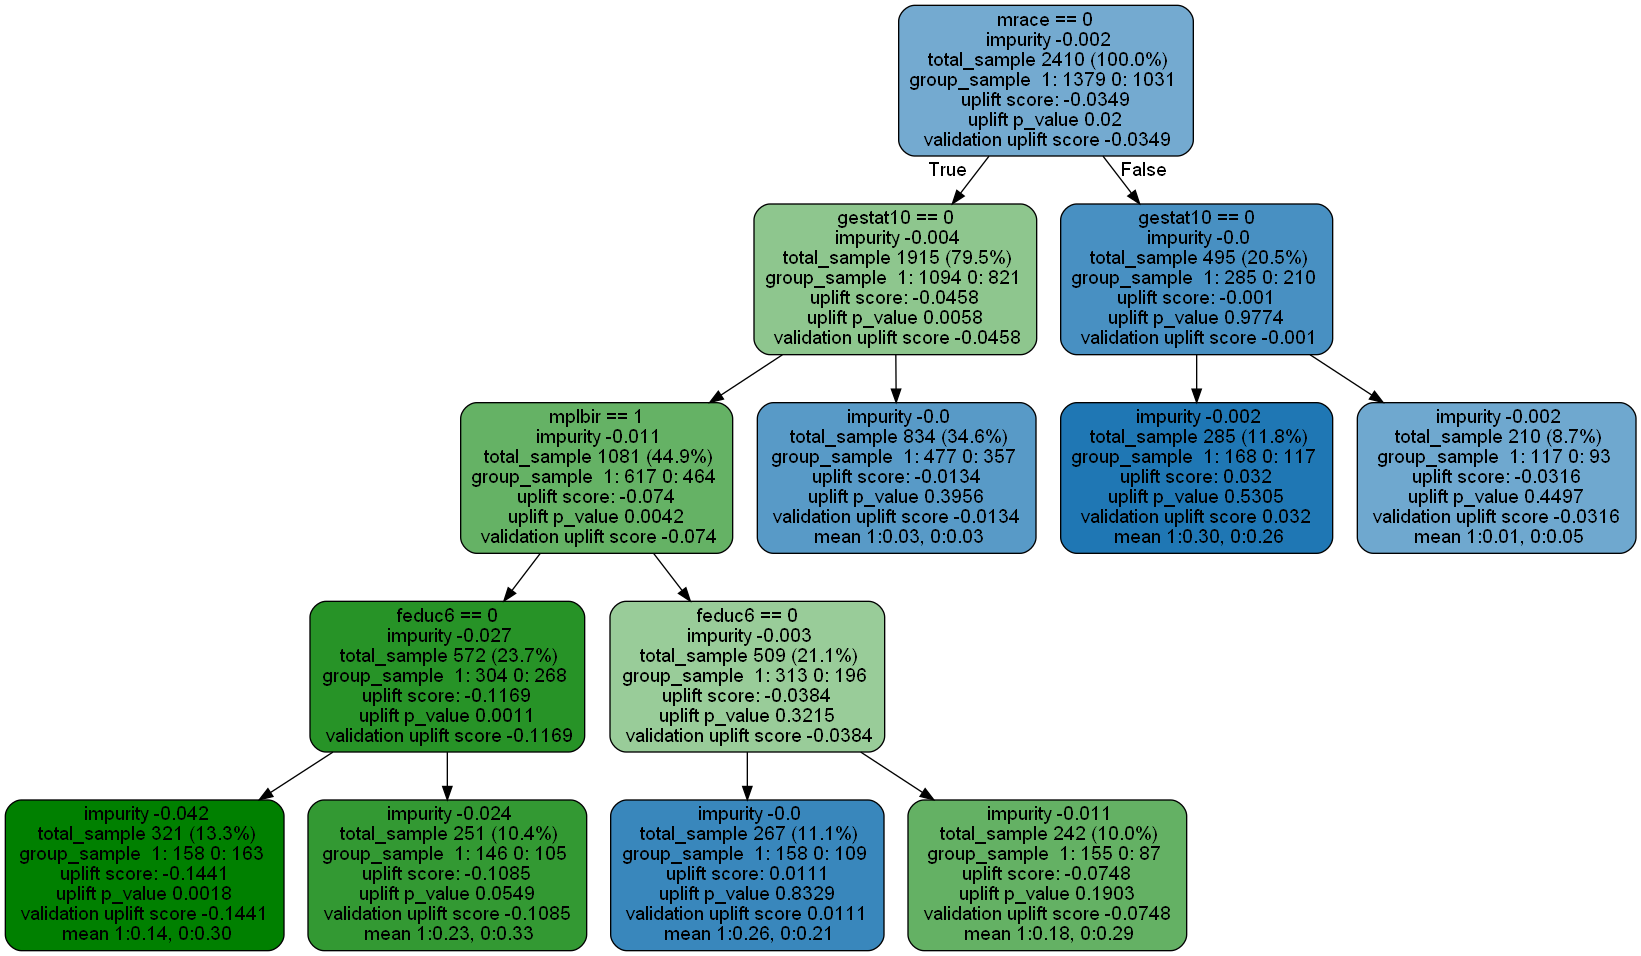 mrace == 0
impurity -0.002
total_sample 2410 (100.0%)
group_sample 1: 1379 0: 1031
uplift score: -0.0349
uplift p_value 0.02
validation uplift score -0.0349
True
False
gestat10 == 0
impurity -0.004
total_sample 1915 (79.5%)
group_sample 1: 1094 0: 821
uplift score: -0.0458
uplift p_value 0.0058
validation uplift score -0.0458
gestat10 == 0
impurity -0.0
total_sample 495 (20.5%)
group_sample 1: 285 0: 210
uplift score: -0.001
uplift p_value 0.9774
validation uplift score -0.001
mplbir == 1
impurity -0.011
total_sample 1081 (44.9%)
group_sample 1: 617 0: 464
uplift score: -0.074
uplift p_value 0.0042
validation uplift score -0.074
impurity -0.0
total_sample 834 (34.6%)
group_sample 1: 477 0: 357
uplift score: -0.0134
uplift p_value 0.3956
validation uplift score -0.0134
mean 1:0.03, 0:0.03
impurity -0.002
total_sample 285 (11.8%)
group_sample 1: 168 0: 117
uplift score: 0.032
uplift p_value 0.5305
validation uplift score 0.032
mean 1:0.30, 0:0.26
impurity -0.002
total_sample 210 (8.7%)
group_sample 1: 117 0: 93
uplift score: -0.0316
uplift p_value 0.4497
validation uplift score -0.0316
mean 1:0.01, 0:0.05
feduc6 == 0
impurity -0.027
total_sample 572 (23.7%)
group_sample 1: 304 0: 268
uplift score: -0.1169
uplift p_value 0.0011
validation uplift score -0.1169
feduc6 == 0
impurity -0.003
total_sample 509 (21.1%)
group_sample 1: 313 0: 196
uplift score: -0.0384
uplift p_value 0.3215
validation uplift score -0.0384
impurity -0.042
total_sample 321 (13.3%)
group_sample 1: 158 0: 163
uplift score: -0.1441
uplift p_value 0.0018
validation uplift score -0.1441
mean 1:0.14, 0:0.30
impurity -0.024
total_sample 251 (10.4%)
group_sample 1: 146 0: 105
uplift score: -0.1085
uplift p_value 0.0549
validation uplift score -0.1085
mean 1:0.23, 0:0.33
impurity -0.0
total_sample 267 (11.1%)
group_sample 1: 158 0: 109
uplift score: 0.0111
uplift p_value 0.8329
validation uplift score 0.0111
mean 1:0.26, 0:0.21
impurity -0.011
total_sample 242 (10.0%)
group_sample 1: 155 0: 87
uplift score: -0.0748
uplift p_value 0.1903
validation uplift score -0.0748
mean 1:0.18, 0:0.29